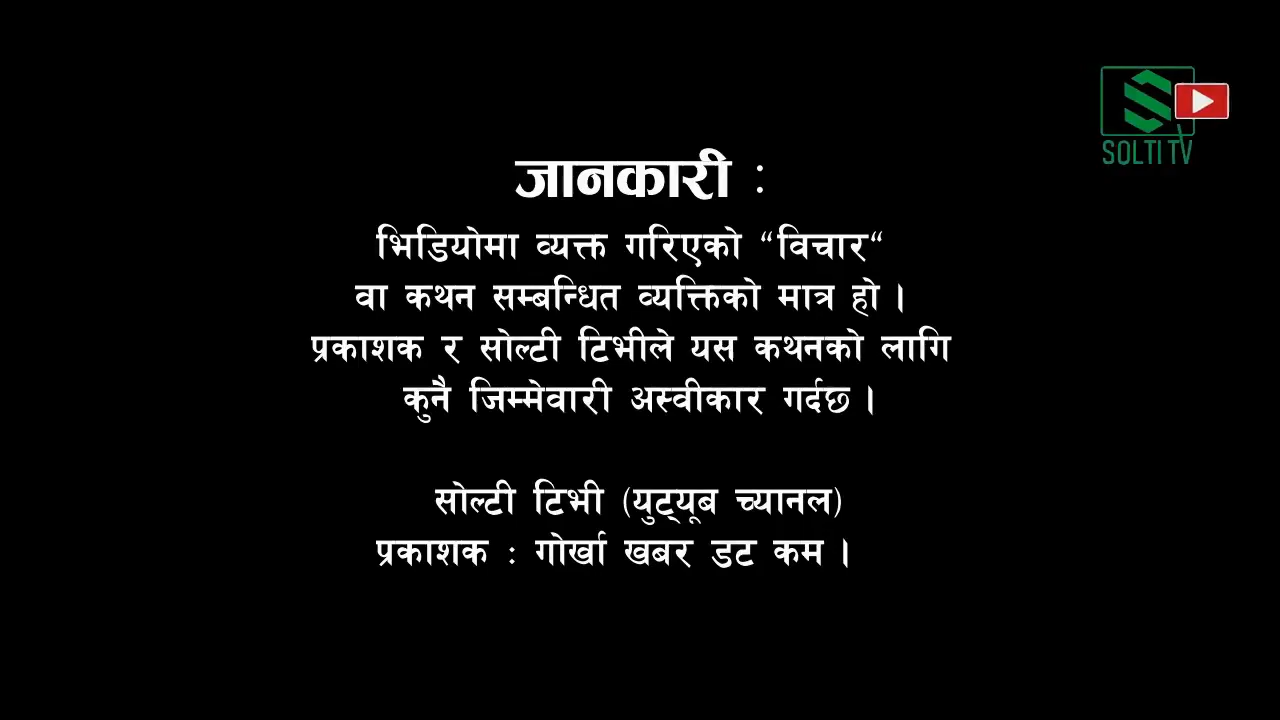 SOLTI TV
जानकारी :
भिडियोमा व्यक्त गरिएको “विचार“
वा कथन सम्बन्धित व्यक्तिको मात्र हो ।
प्रकाशक र सोल्टी टिभीले यस कथनको लागि
कुनै जिम्मेवारी अस्वीकार गर्दछ ।
सोल्टी टिभी (युट्यूब च्यानल)
प्रकाशक : गोर्खा खबर डट कम ।